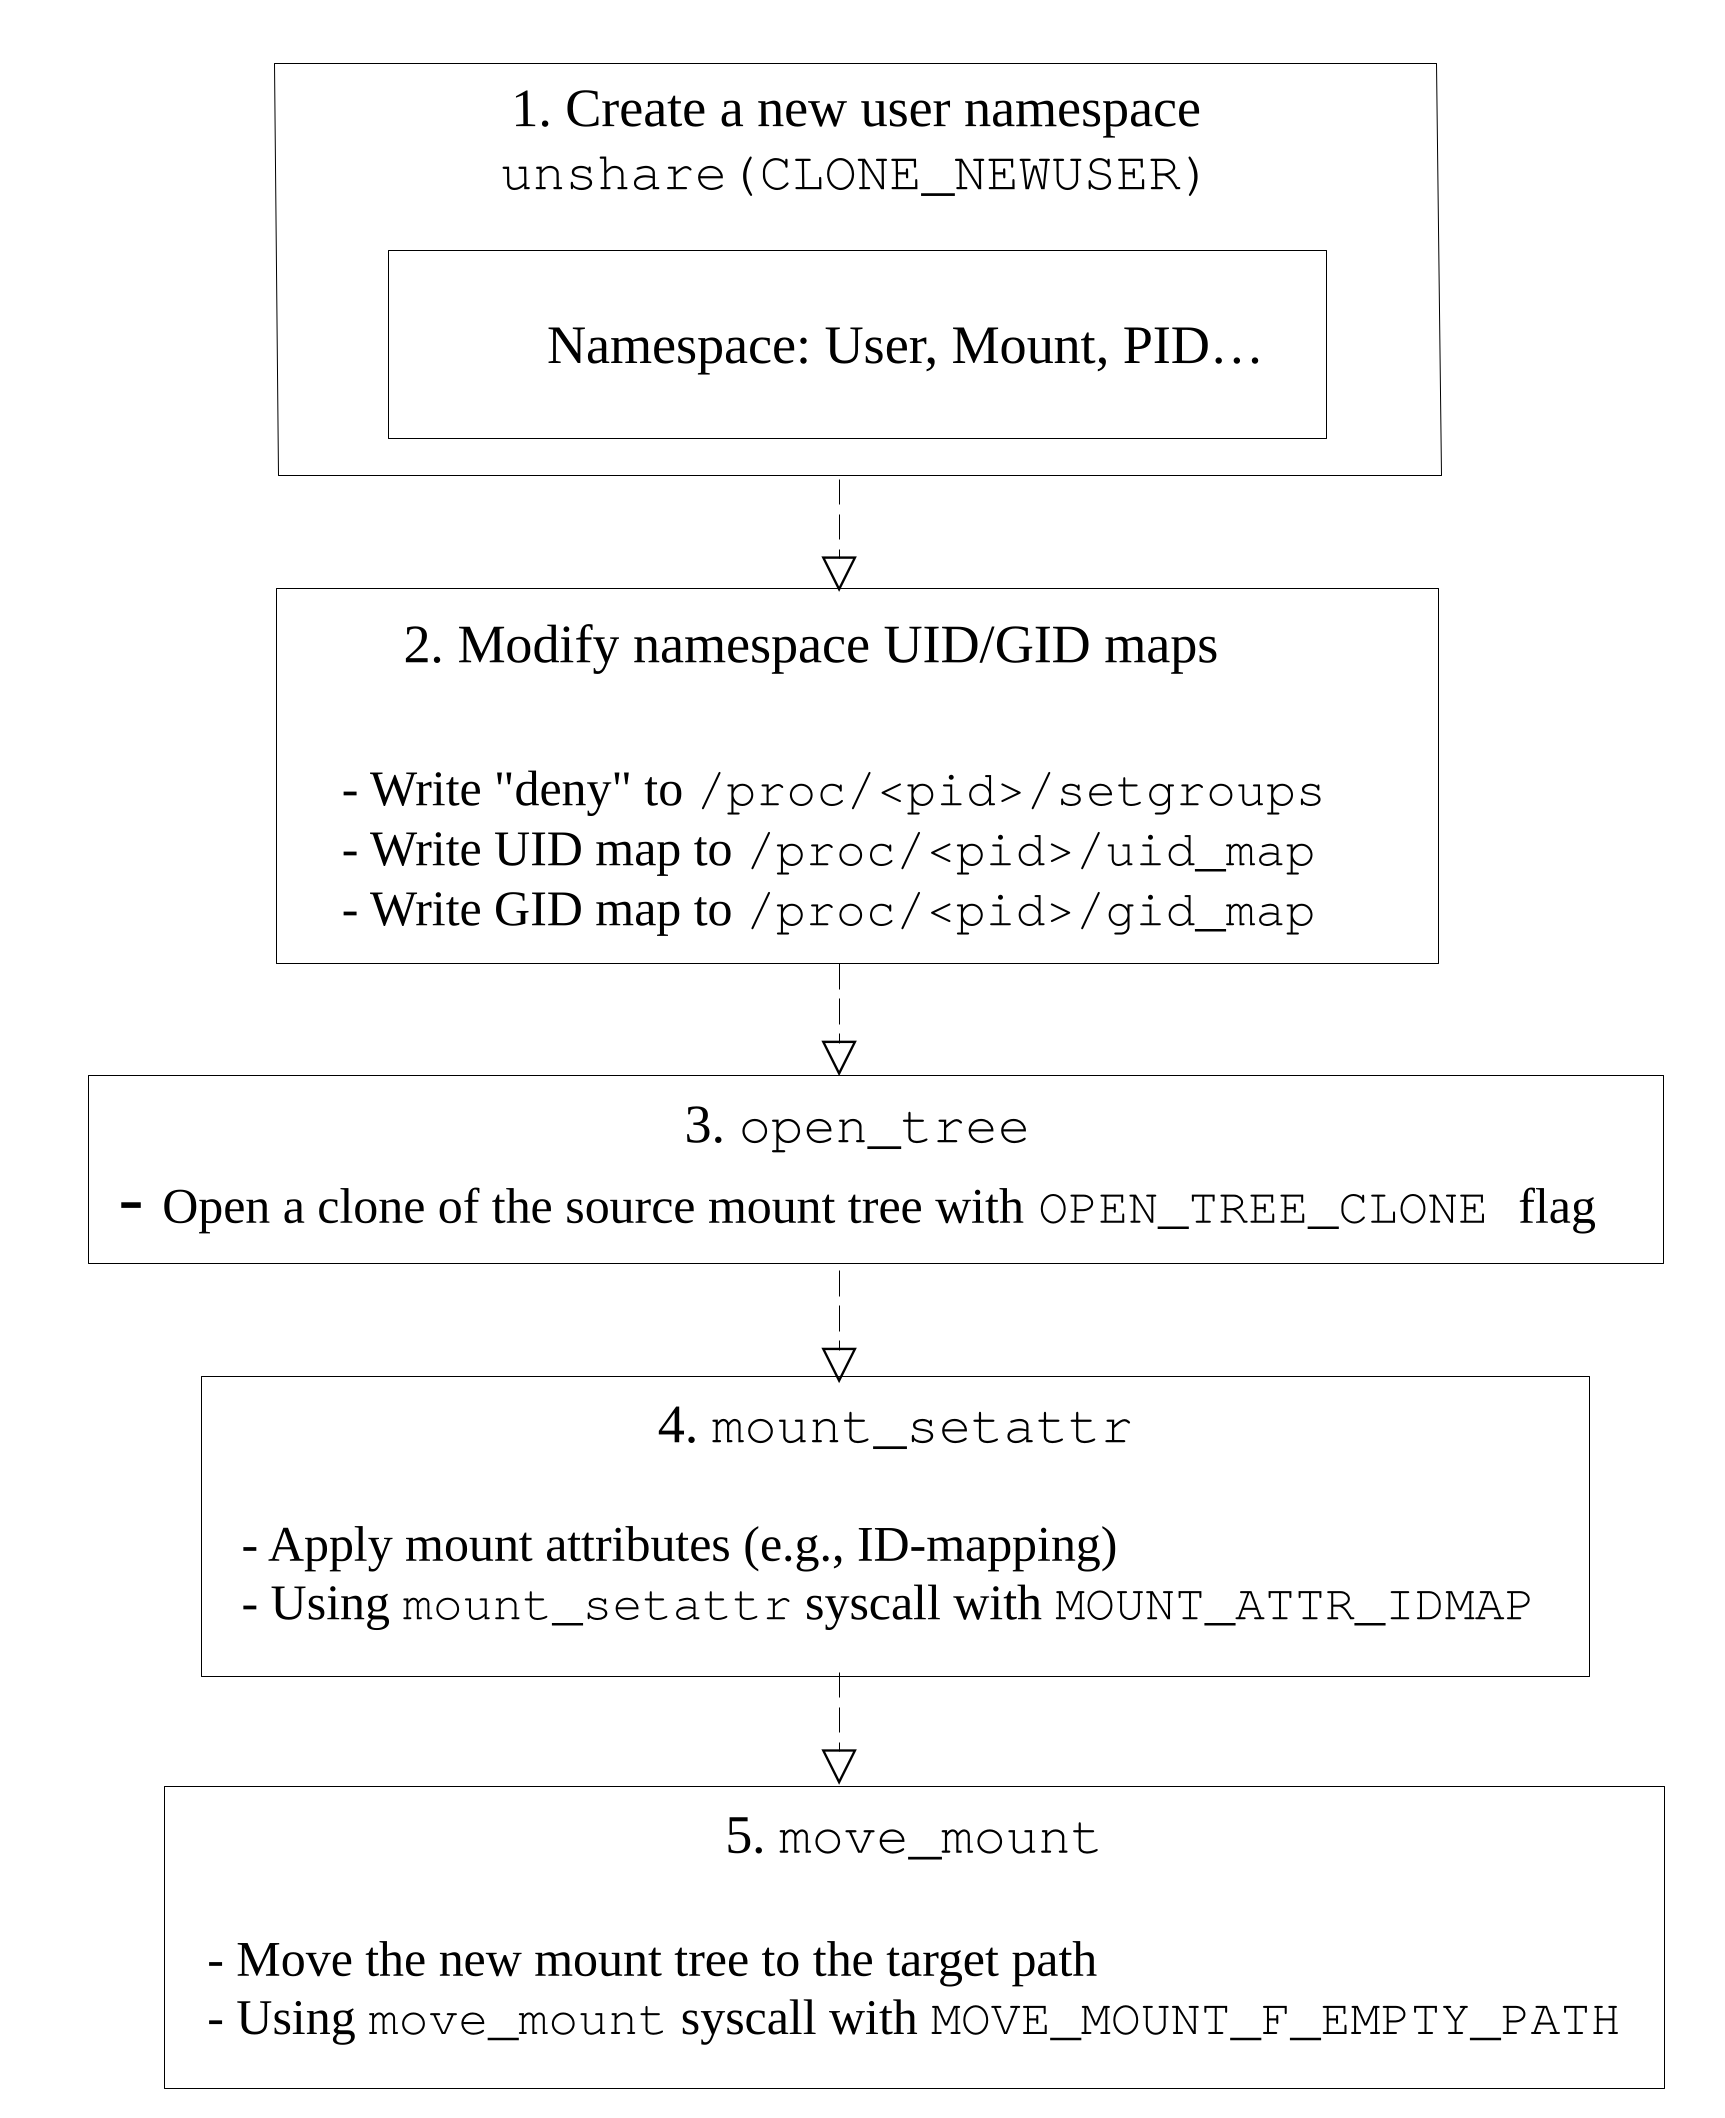 1. Create a new user namespace
unshare(CLONE_NEWUSER)
Namespace: User, Mount, PID…
2. Modify namespace UID/GID maps
- Write "deny" to /proc/<pid>/setgroups
- Write UID map to /proc/<pid>/uid_map
- Write GID map to /proc/<pid>/gid_map
3. open_tree
- Open a clone of the source mount tree with OPEN_TREE_CLONE flag
4. mount_setattr
- Apply mount attributes (e.g., ID-mapping)
- Using mount_setattr syscall with MOUNT_ATTR_IDMAP
5. move_mount
- Move the new mount tree to the target path
- Using move_mount syscall with MOVE_MOUNT_F_EMPTY_PATH